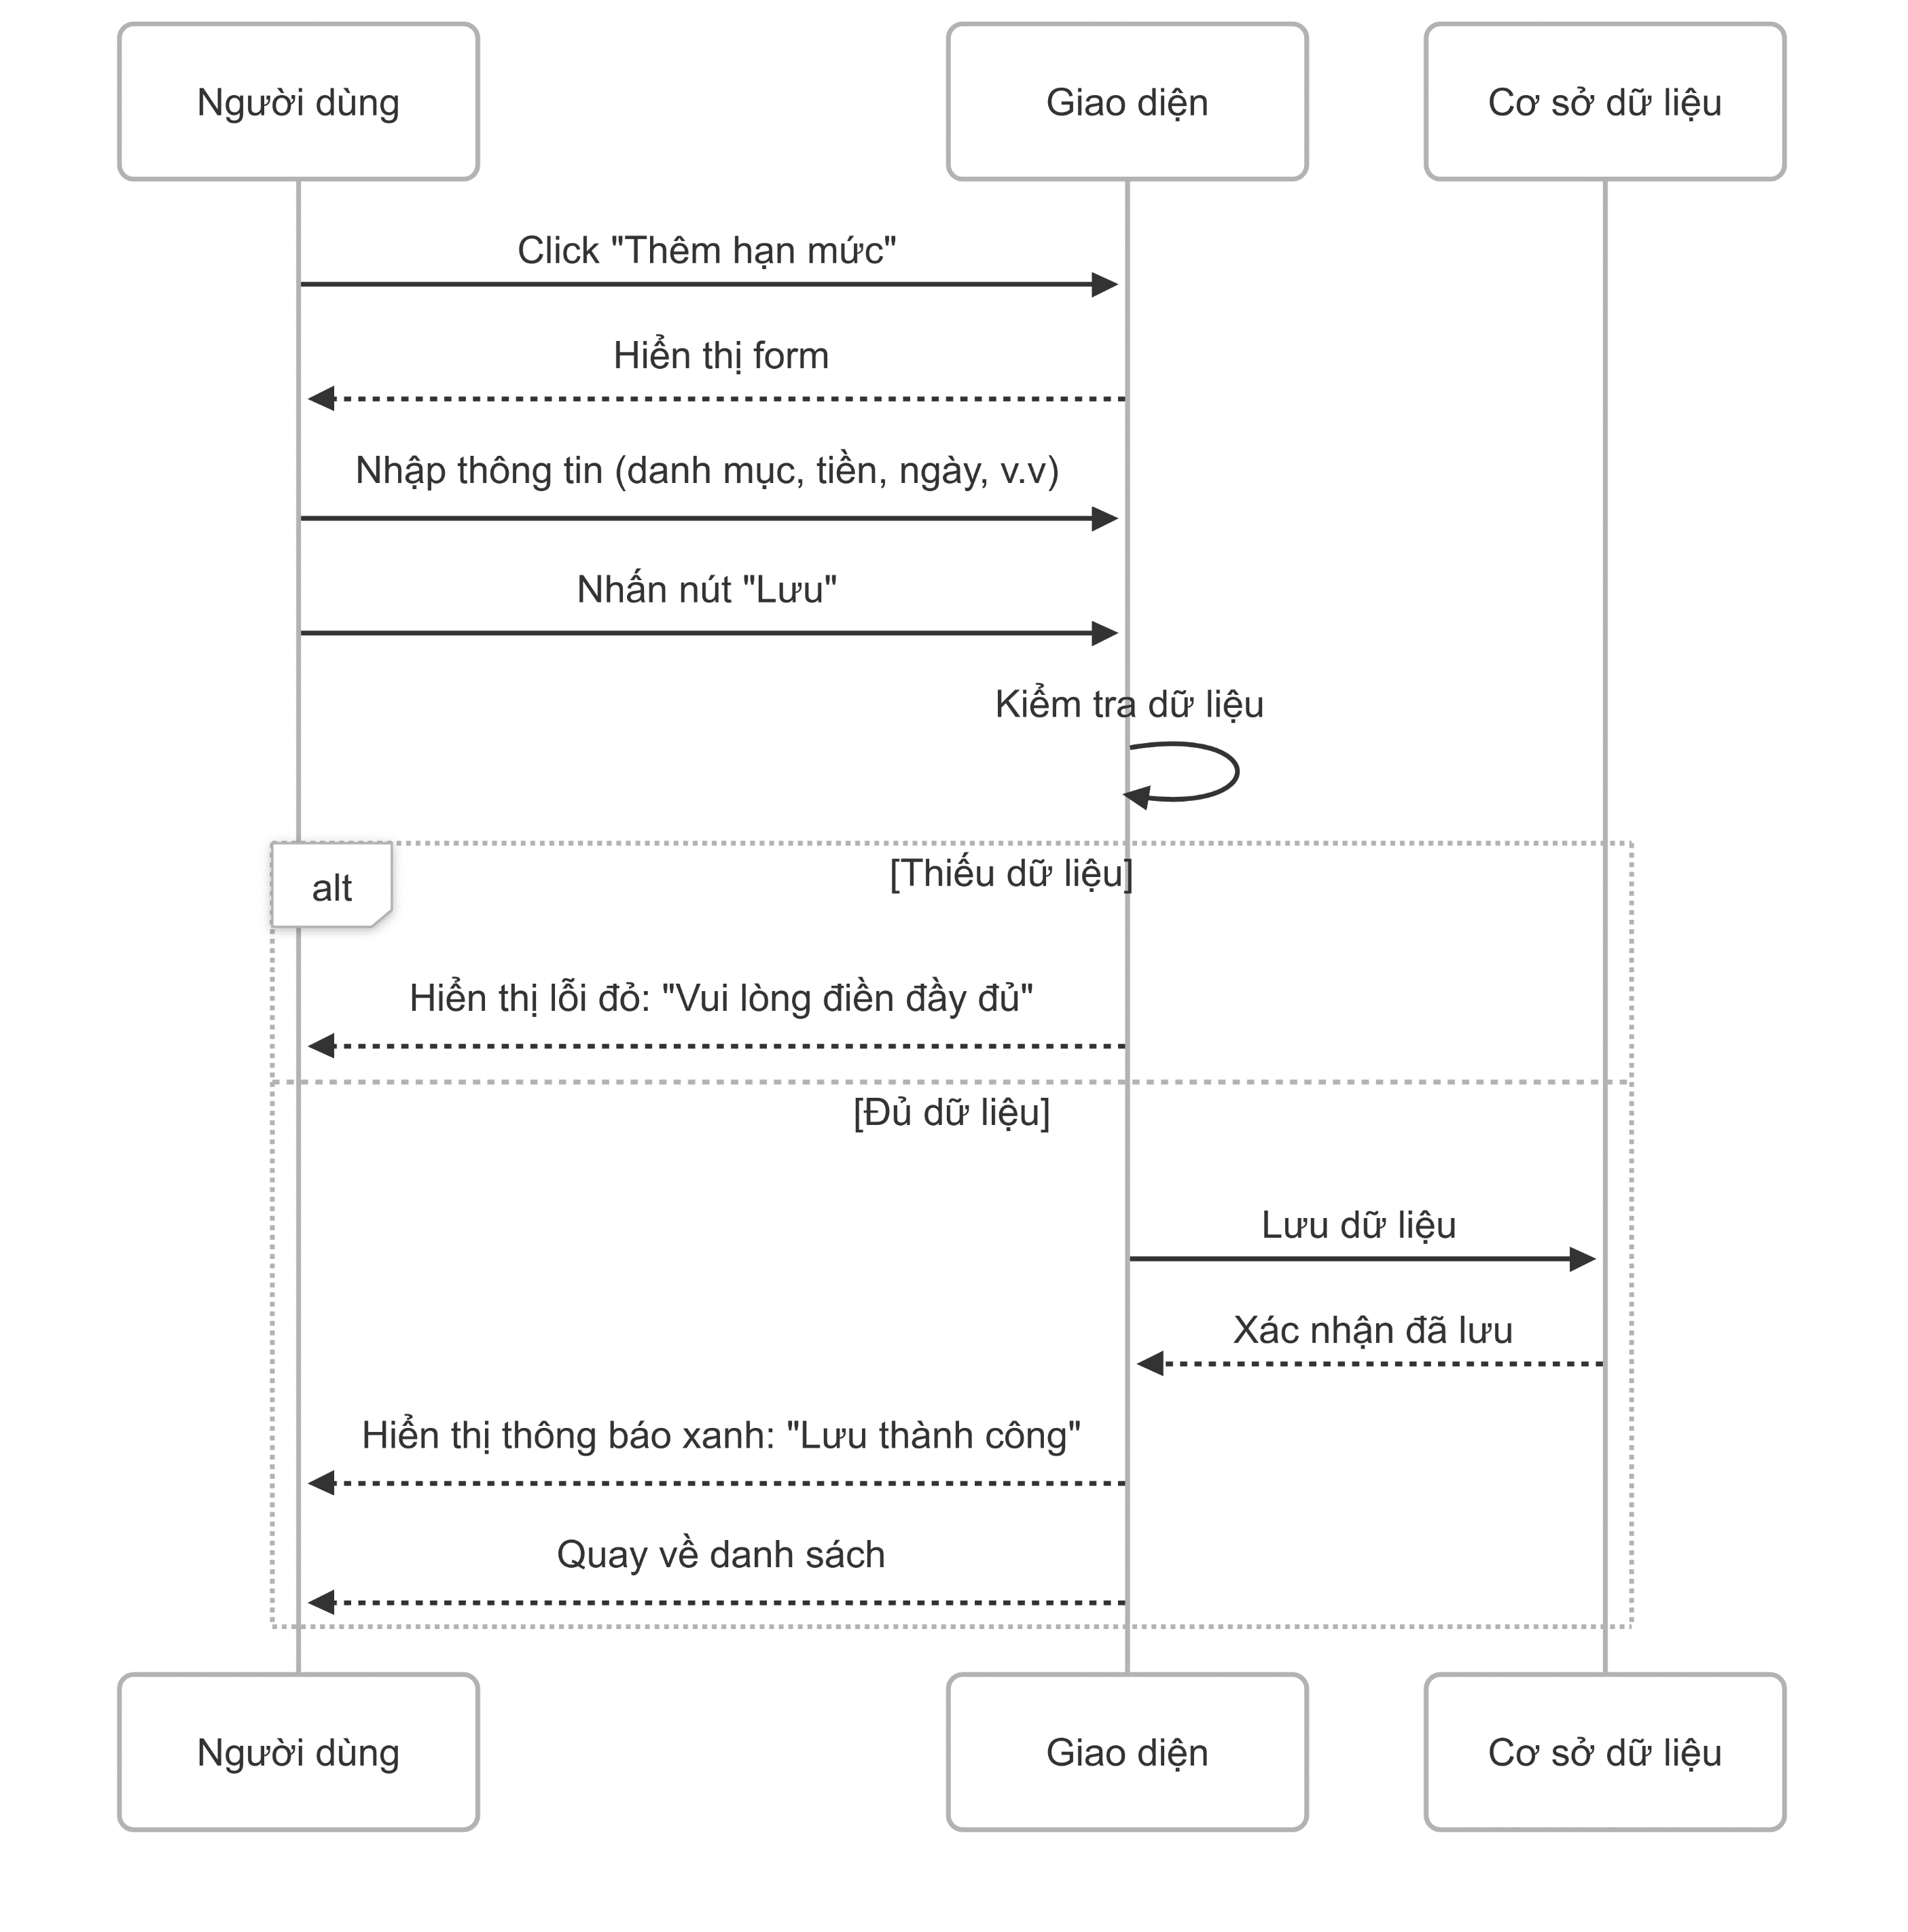 Người dùng
Giao diện
Cơ sở dữ liệu
Click "Thêm hạn mức"
Hiển thị form
Nhập thông tin (danh mục, tiền, ngày, v.v)
Nhấn nút "Lưu"
Kiểm tra dữ liệu
alt
[Thiếu dữ liệu]
Hiển thị lỗi đỏ: "Vui lòng điền đầy đủ"
[Đủ dữ liệu]
Lưu dữ liệu
Xác nhận đã lưu
Hiển thị thông báo xanh: "Lưu thành công"
Quay về danh sách
Người dùng
Giao diện
Cơ sở dữ liệu